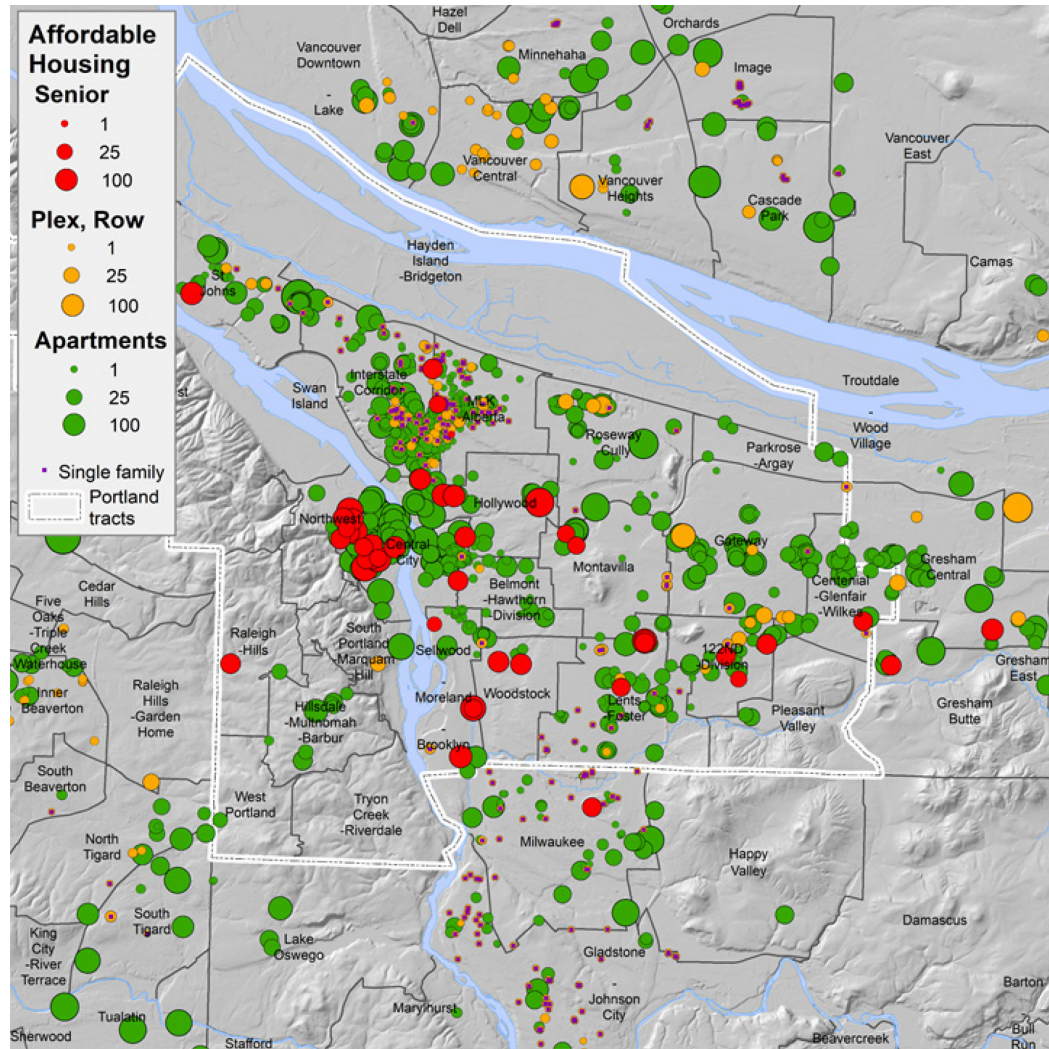 Affordable
Housing
Senior
1
25
100
Plex, Row
1
25
100
Apartments
1
25
100
Single family
Portland
tracts
Hazel
Dell
Orchards
Vancouver
Downtown
-
Lake
Minnehaha
Image
Vancouver
East
Vancouver
Central
Vancouver
Heights
Cascade
Park
Camas
Hayden
Island
-Bridgeton
St
Johns
Troutdale
-
Wood
Village
st
Swan
Island
Interstate
Corridor
MLK
Alberta
Roseway
-Cully
Parkrose
-Argay
Hollywood
Northwest
Central
City
Gateway
Gresham
Central
Montavilla
Belmont
-Hawthorn
Division
Centenial
-Glenfair
-Wilkes
Cedar
Hills
Five
Oaks
-Triple
Creek
Waterhouse
Raleigh
-Hills
South
Portland
Marquam
Hill
Sellwood
-
Moreland
-
Brooklyn
Woodstock
122ND
-Division
Gresham
East
Inner
Beaverton
Raleigh
Hills
-Garden
Home
Hillsdale
-Multnomah
-Barbur
Lents
-Foster
Pleasant
Valley
Gresham
Butte
South
Beaverton
West
Portland
Tryon
Creek
-Riverdale
North
Tigard
Milwaukee
Happy
Valley
South
Tigard
King
City
-River
Terrace
Lake
Oswego
Gladstone
Damascus
Johnson
City
Barton
Marylhurst
Tualatin
Sherwood
Stafford
Beavercreek
Bull
Run